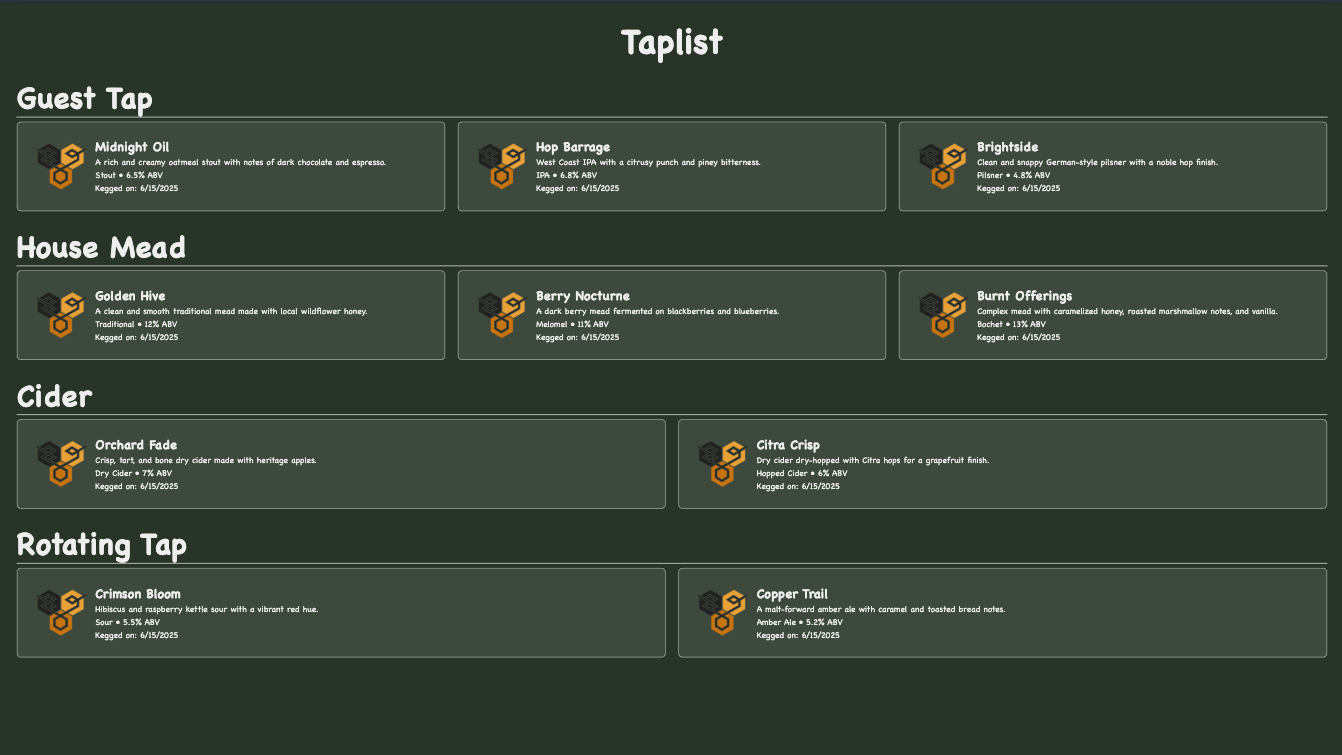 Taplist
Guest Tap
Midnight Oil
A rich and creamy oatmeal stout with notes of dark chocolate and espresso.
Stout • 6.5% ABV
Kegged on: 6/15/2025
Hop Barrage
West Coast IPA with a citrusy punch and piney bitterness.
IPA • 6.8% ABV
Kegged on: 6/15/2025
Brightside
Clean and snappy German-style pilsner with a noble hop finish.
Pilsner • 4.8% ABV
Kegged on: 6/15/2025
House Mead
Golden Hive
A clean and smooth traditional mead made with local wildflower honey.
Traditional • 12% ABV
Kegged on: 6/15/2025
Berry Nocturne
A dark berry mead fermented on blackberries and blueberries.
Melomel • 11% ABV
Kegged on: 6/15/2025
Burnt Offerings
Complex mead with caramelized honey, roasted marshmallow notes, and vanilla.
Bochet • 13% ABV
Kegged on: 6/15/2025
Cider
Orchard Fade
Crisp, tart, and bone dry cider made with heritage apples.
Dry Cider • 7% ABV
Kegged on: 6/15/2025
Citra Crisp
Dry cider dry-hopped with Citra hops for a grapefruit finish.
Hopped Cider • 6% ABV
Kegged on: 6/15/2025
Rotating Tap
Crimson Bloom
Hibiscus and raspberry kettle sour with a vibrant red hue.
Sour • 5.5% ABV
Kegged on: 6/15/2025
Copper Trail
A malt-forward amber ale with caramel and toasted bread notes.
Amber Ale • 5.2% ABV
Kegged on: 6/15/2025